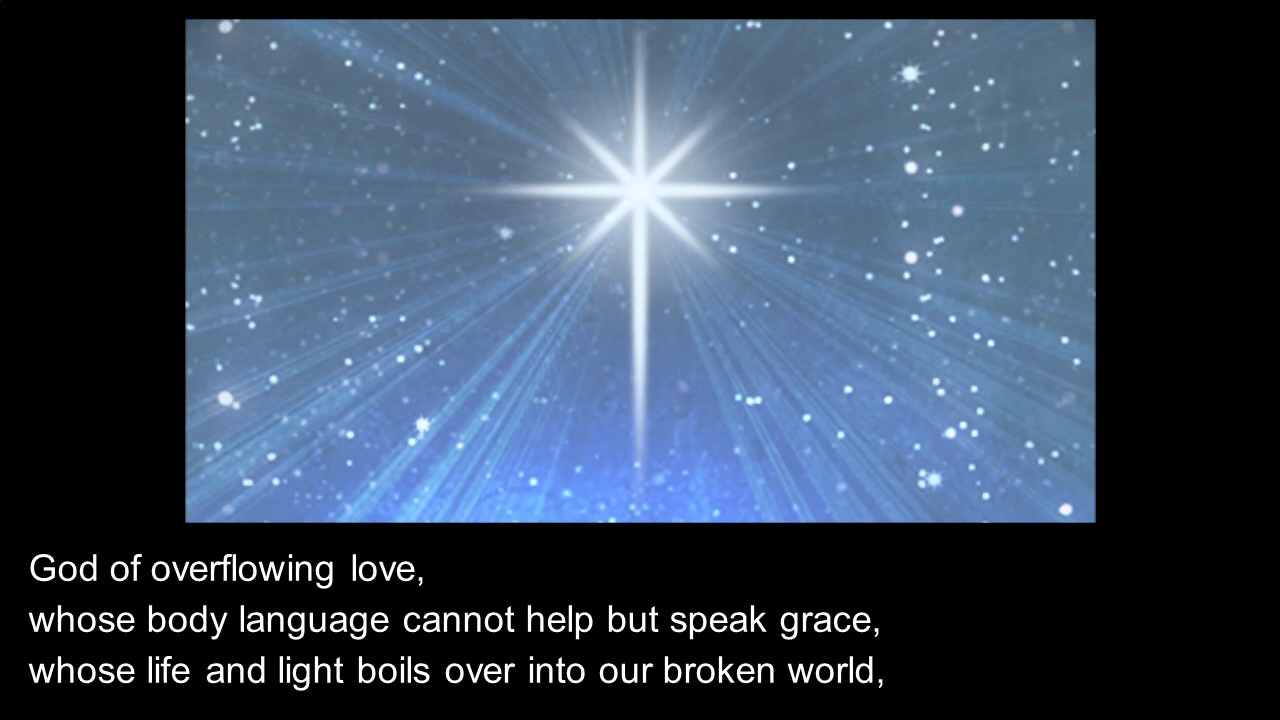 God of overflowing love,
whose body language cannot help but speak grace,
whose life and light boils over into our broken world,